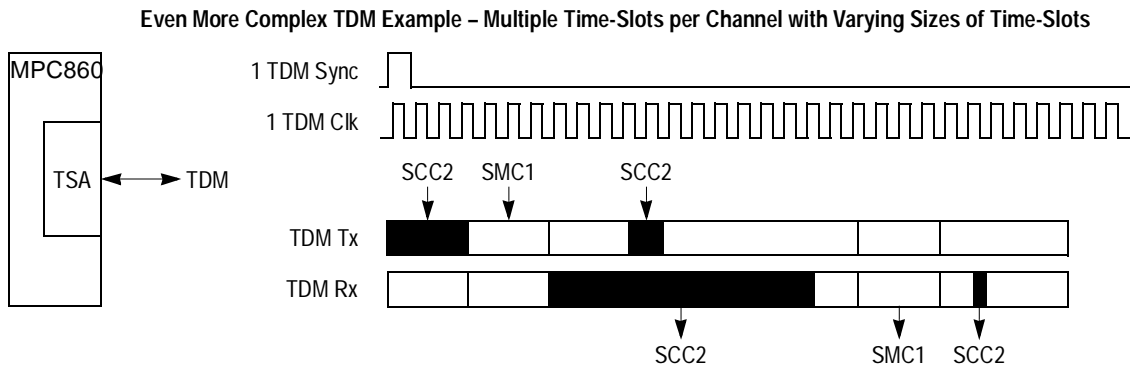 Even More Complex TDM Example – Multiple Time-Slots per Channel with Varying Sizes of Time-Slots
MPC860
1 TDM Sync
1 TDM Clk
TSA
TDM
SCC2
SMC1
SCC2
TDM Tx
TDM Rx
SCC2
SMC1
SCC2